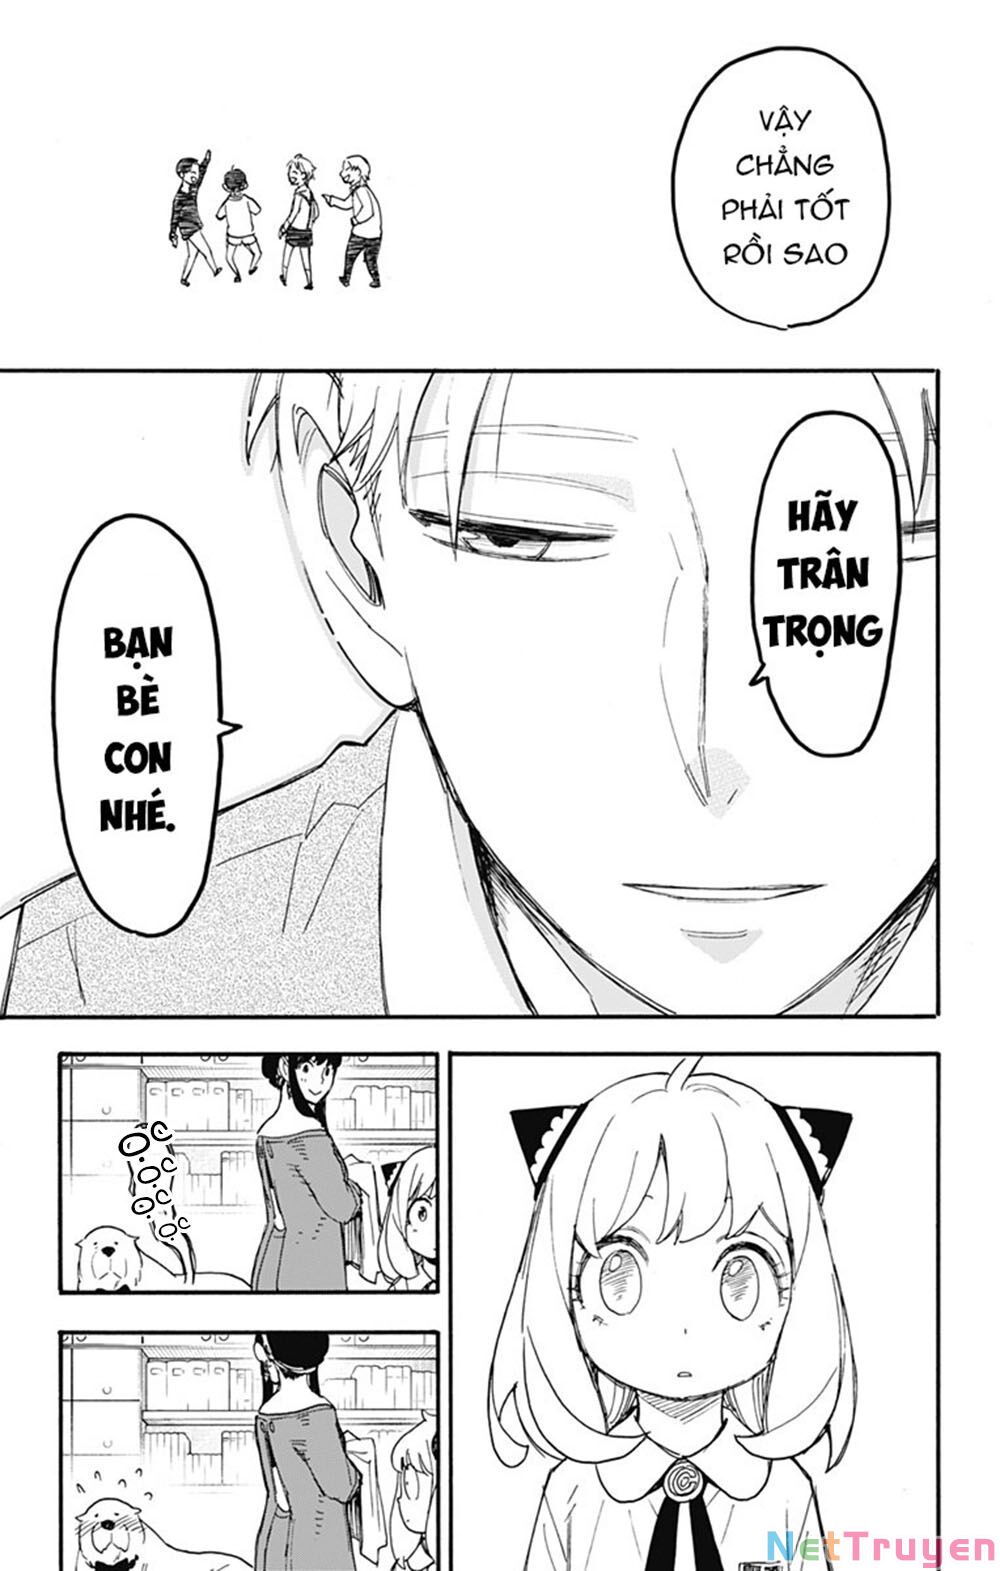 VẬY
CHẲNG
PHẢI TỐT
RỒI SAO
HÃY
TRÂN
TRỌNG
BẠN
BÈ
CON
NHÉ.
NetTruyen